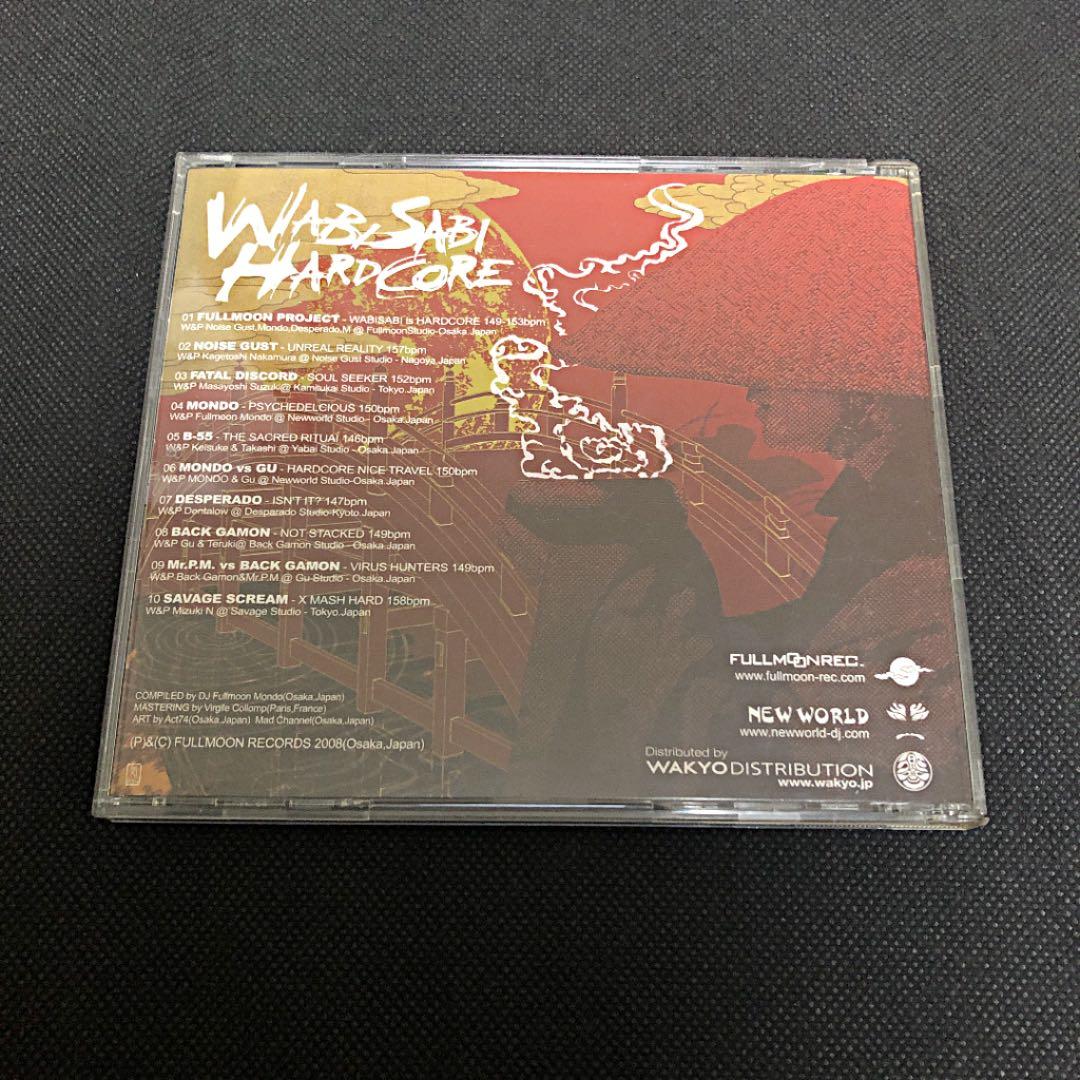 WABISABI
HARDCORE
01 FULLMOON PROJECT - WABISABI is HARDCORE 149-153bpm
W&P Noise Gust,Mondo,Desperado,M @ FullmoonStudio-Osaka.Japan
02 NOISE GUST - UNREAL REALITY 157bpm
W&P Kagetoshi Nakamura @ Noise Gust Studio - Nagoya.Japan
03 FATAL DISCORD - SOUL SEEKER 152bpm
W&P Masayoshi Suzuki@ Kamitukai Studio - Tokyo.Japan
04 MONDO - PSYCHEDELCIOUS 150bpm
W&P Fullmoon Mondo @ Newworld Studio- Osaka.Japan
05 B-55 - THE SACRED RITUAL 146bpm
W&P Keisuke & Takashi @ Yabai Studio - Osaka.Japan
06 MONDO vs GU - HARDCORE NICE TRAVEL 150bpm
W&P MONDO & Gu @ Newworld Studio-Osaka.Japan
07 DESPERADO - ISN'T IT? 147bpm
W&P Dentalow @ Desperado Studio-Kyoto.Japan
08 BACK GAMON - NOT STACKED 149bpm
W&P Gu & Teruki@ Back Gamon Studio - Osaka.Japan
09 Mr.P.M. vs BACK GAMON - VIRUS HUNTERS 149bpm
W&P Back Gamon&Mr.P.M.@ Gu Studio - Osaka.Japan
10 SAVAGE SCREAM - X MASH HARD 158bpm
W&P Mizuki N @ Savage Studio - Tokyo.Japan
COMPILED by DJ Fullmoon Mondo(Osaka,Japan)
MASTERING by Virgile Collomp(Paris,France)
ART by Act74(Osaka,Japan) Mad Channel(Osaka,Japan)
(P)&(C) FULLMOON RECORDS 2008(Osaka,Japan)
FULLMOONREC.
www.fullmoon-rec.com
NEW WORLD
www.newworld-dj.com
Distributed by
WAKYO DISTRIBUTION
www.wakyo.jp